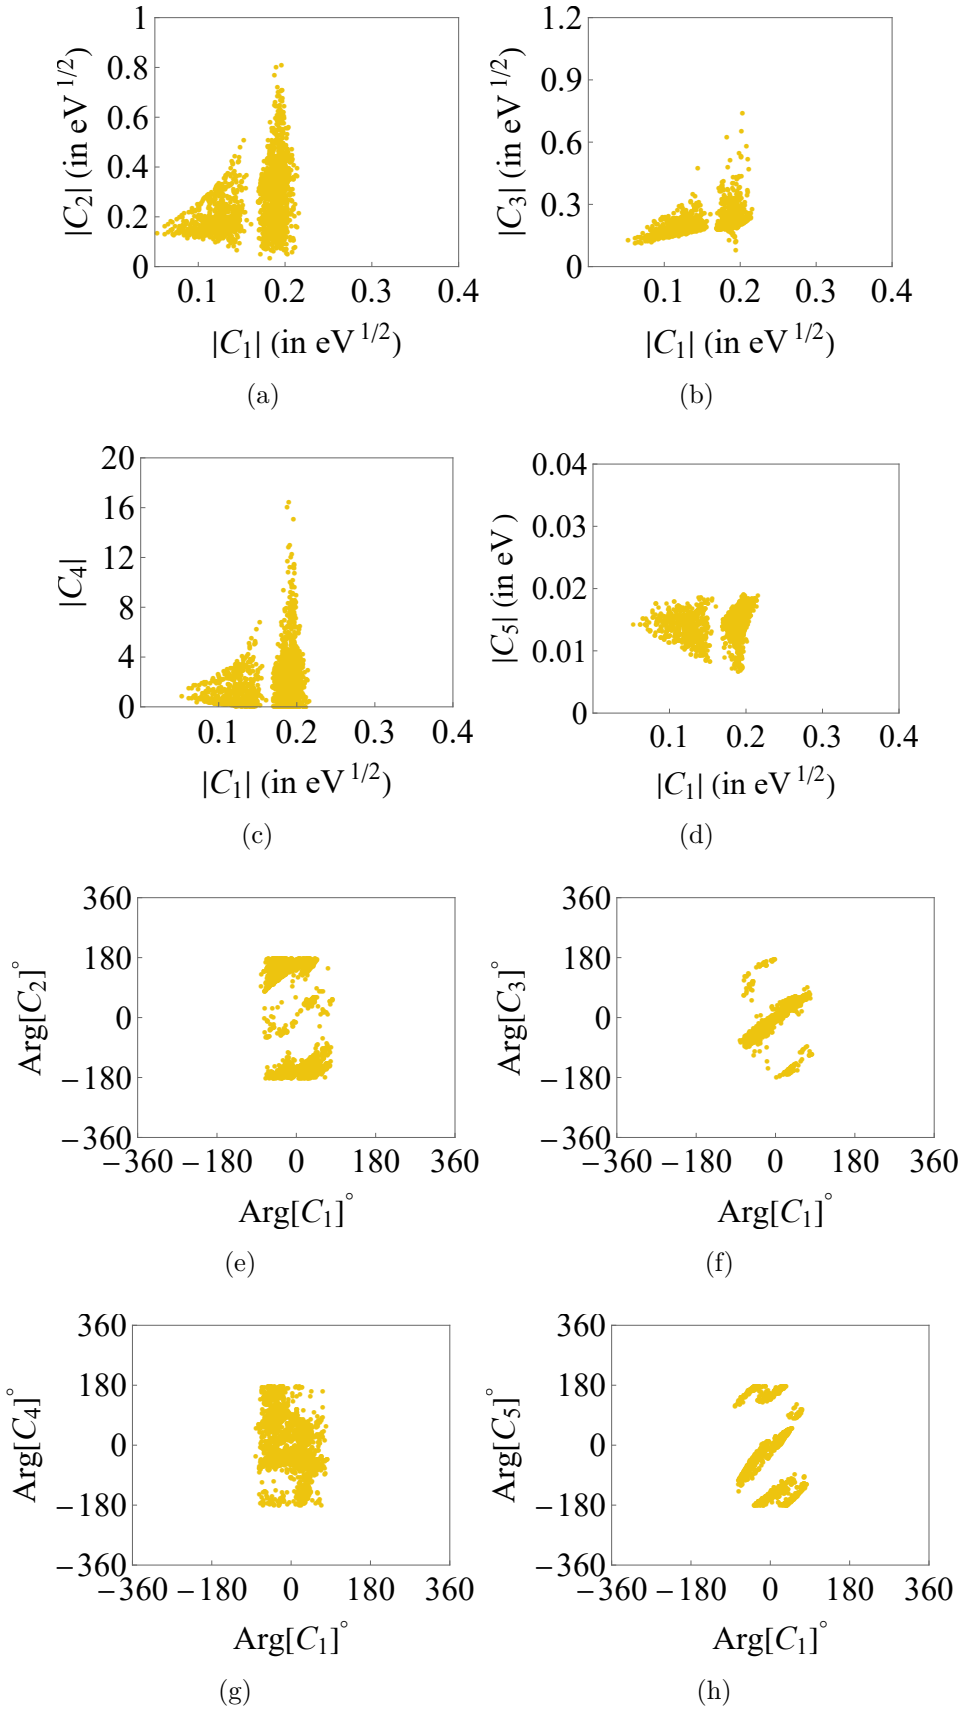 1
0.8
0.6
0.4
0.2
0
0.1 0.2 0.3 0.4
|C2| (in eV 1/2)
|C1| (in eV 1/2)
(a)
1.2
0.9
0.6
0.3
0
0.1 0.2 0.3 0.4
|C3| (in eV 1/2)
|C1| (in eV 1/2)
(b)
20
16
12
8
4
0
0.1 0.2 0.3 0.4
|C4|
|C1| (in eV 1/2)
(c)
0.04
0.03
0.02
0.01
0
0.1 0.2 0.3 0.4
|C5| (in eV)
|C1| (in eV 1/2)
(d)
360
180
0
−180
−360
−360 −180 0 180 360
Arg[C2]°
Arg[C1]°
(e)
360
180
0
−180
−360
−360 −180 0 180 360
Arg[C3]°
Arg[C1]°
(f)
360
180
0
−180
−360
−360 −180 0 180 360
Arg[C4]°
Arg[C1]°
(g)
360
180
0
−180
−360
−360 −180 0 180 360
Arg[C5]°
Arg[C1]°
(h)